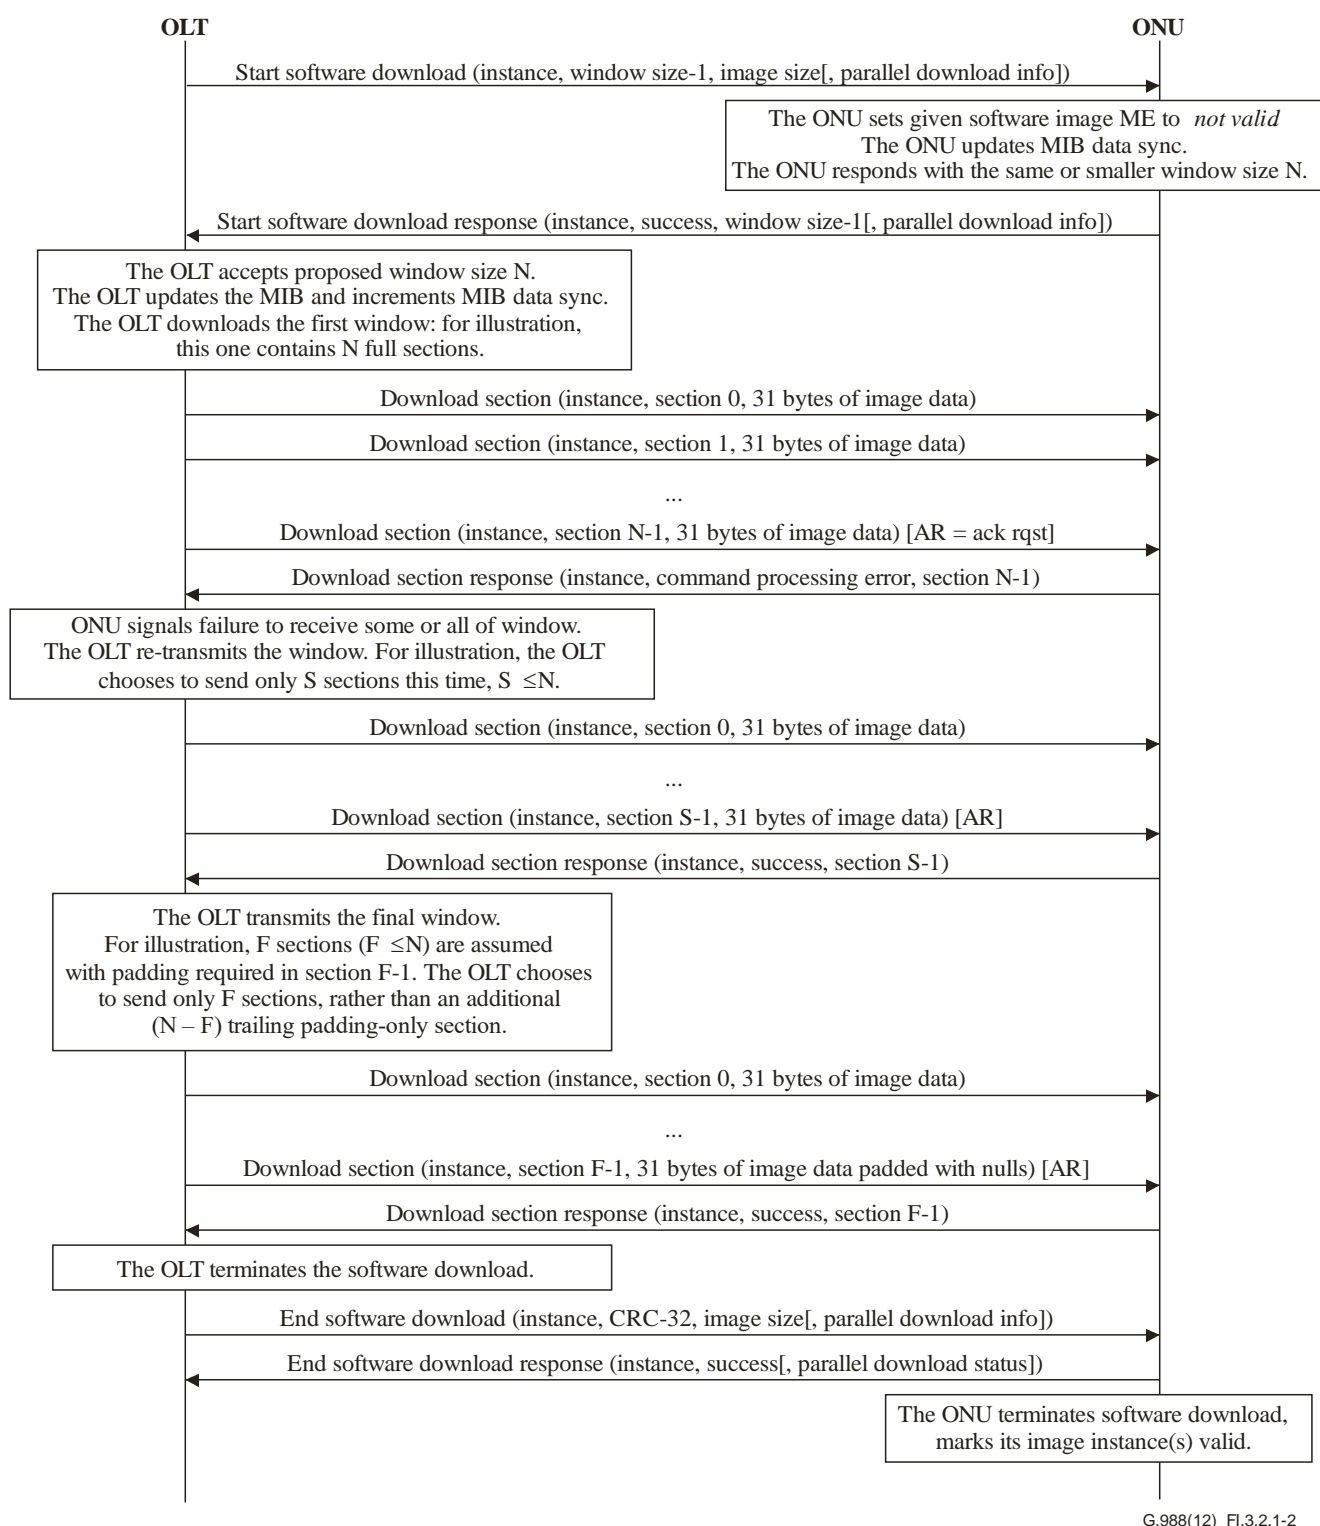 OLT ONU
Start software download (instance, window size-1, image size[, parallel download info])
The ONU sets given software image ME to not valid
The ONU updates MIB data sync.
The ONU responds with the same or smaller window size N.
Start software download response (instance, success, window size-1[, parallel download info])
The OLT accepts proposed window size N.
The OLT updates the MIB and increments MIB data sync.
The OLT downloads the first window: for illustration,
this one contains N full sections.
Download section (instance, section 0, 31 bytes of image data)
Download section (instance, section 1, 31 bytes of image data)
...
Download section (instance, section N-1, 31 bytes of image data) [AR = ack rqst]
Download section response (instance, command processing error, section N-1)
ONU signals failure to receive some or all of window.
The OLT re-transmits the window. For illustration, the OLT
chooses to send only S sections this time, S ≤N.
Download section (instance, section 0, 31 bytes of image data)
...
Download section (instance, section S-1, 31 bytes of image data) [AR]
Download section response (instance, success, section S-1)
The OLT transmits the final window.
For illustration, F sections (F ≤N) are assumed
with padding required in section F-1. The OLT chooses
to send only F sections, rather than an additional
(N – F) trailing padding-only section.
Download section (instance, section 0, 31 bytes of image data)
...
Download section (instance, section F-1, 31 bytes of image data padded with nulls) [AR]
Download section response (instance, success, section F-1)
The OLT terminates the software download.
End software download (instance, CRC-32, image size[, parallel download info])
End software download response (instance, success[, parallel download status])
The ONU terminates software download,
marks its image instance(s) valid.
G.988(12)_FI.3.2.1-2